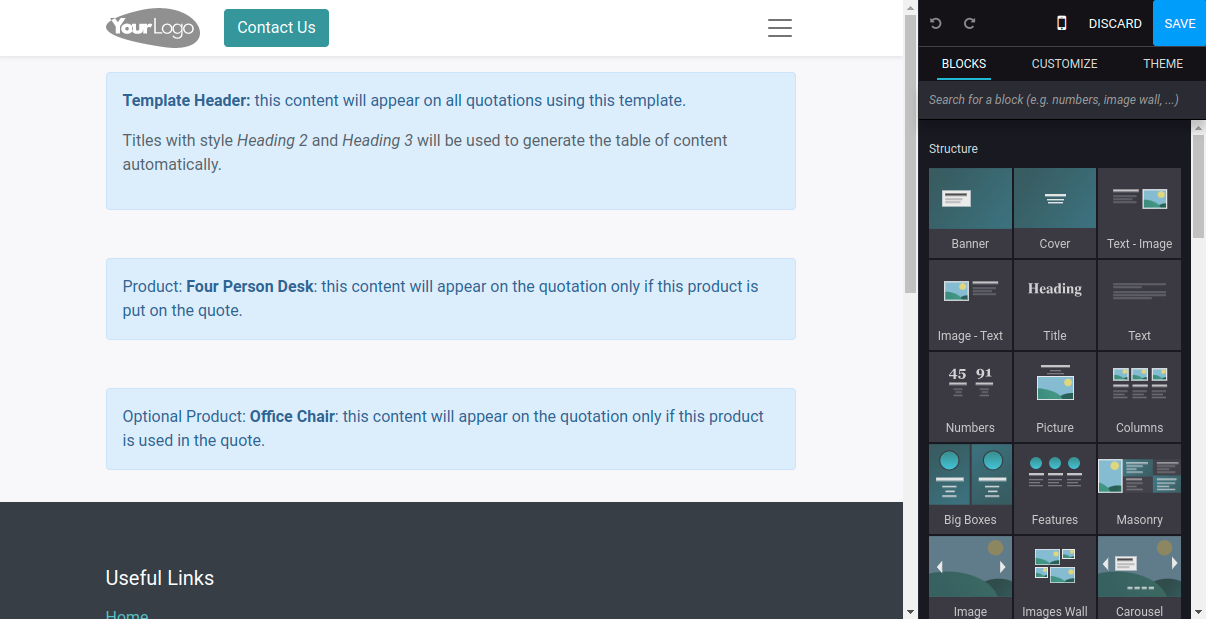 YourLogo
Contact Us
DISCARD
SAVE
BLOCKS
CUSTOMIZE
THEME
Search for a block (e.g. numbers, image wall, ...)
Template Header: this content will appear on all quotations using this template.
Titles with style Heading 2 and Heading 3 will be used to generate the table of content
automatically.
Product: Four Person Desk: this content will appear on the quotation only if this product is
put on the quote.
Optional Product: Office Chair: this content will appear on the quotation only if this product
is used in the quote.
Useful Links
Home
Structure
Banner
Cover
Text - Image
Heading
Image - Text
Title
Text
45 91
Numbers
Picture
Columns
Big Boxes
Features
Masonry
Image
Images Wall
Carousel